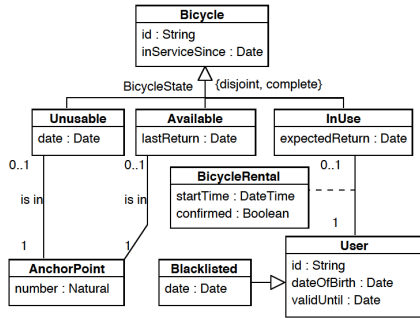 Bicycle
id : String
inServiceSince : Date
BicycleState
{disjoint, complete}
Unusable
date : Date
Available
lastReturn : Date
InUse
expectedReturn : Date
0..1
0..1
0..1
BicycleRental
startTime : DateTime
confirmed : Boolean
is in
is in
1
1
1
AnchorPoint
number : Natural
Blacklisted
date : Date
User
id : String
dateOfBirth : Date
validUntil : Date